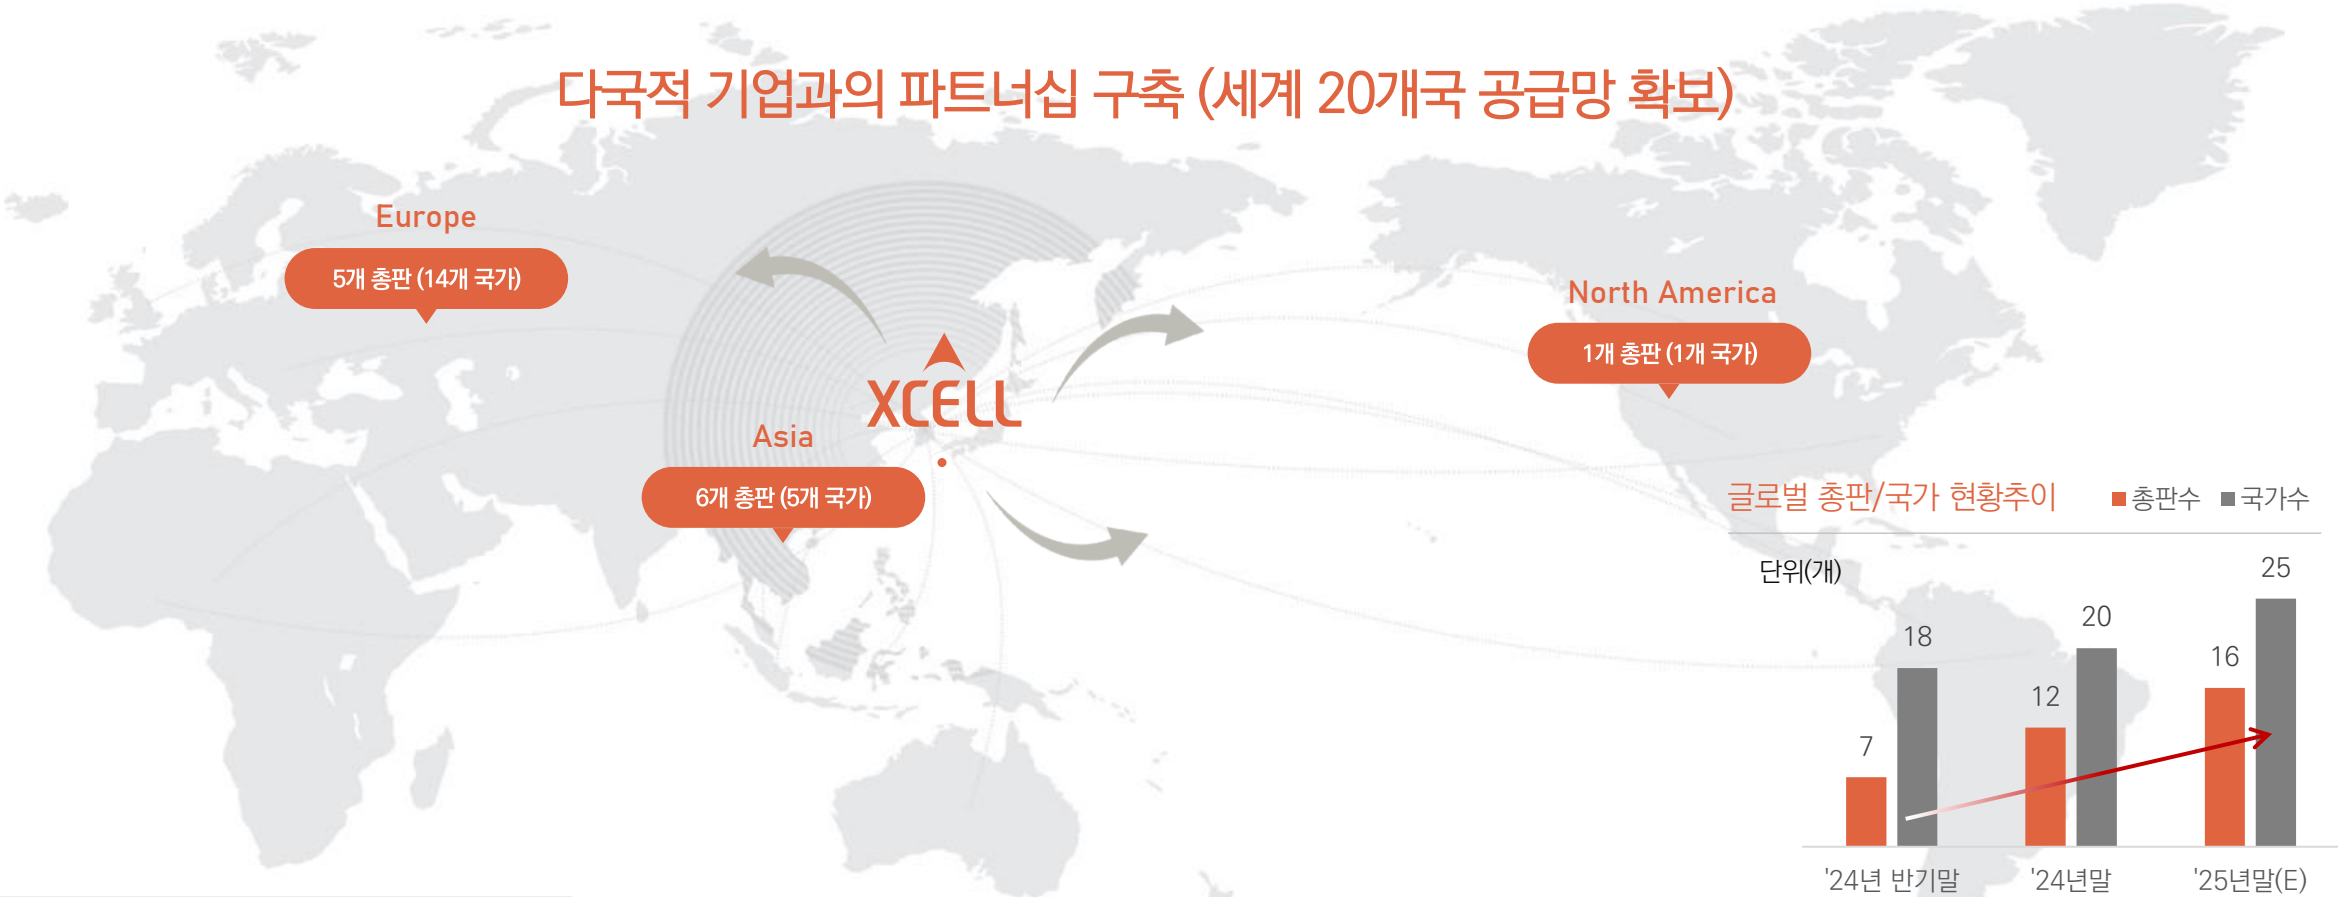 다국적 기업과의 파트너십 구축 (세계 20개국 공급망 확보)
Europe
5개 총판 (14개 국가)
North America
1개 총판 (1개 국가)
XCELL
Asia
6개 총판 (5개 국가)
글로벌 총판/국가 현황추이
총판수 국가수
단위(개)
7 18
12 20
16 25
'24년 반기말 '24년말 '25년말(E)